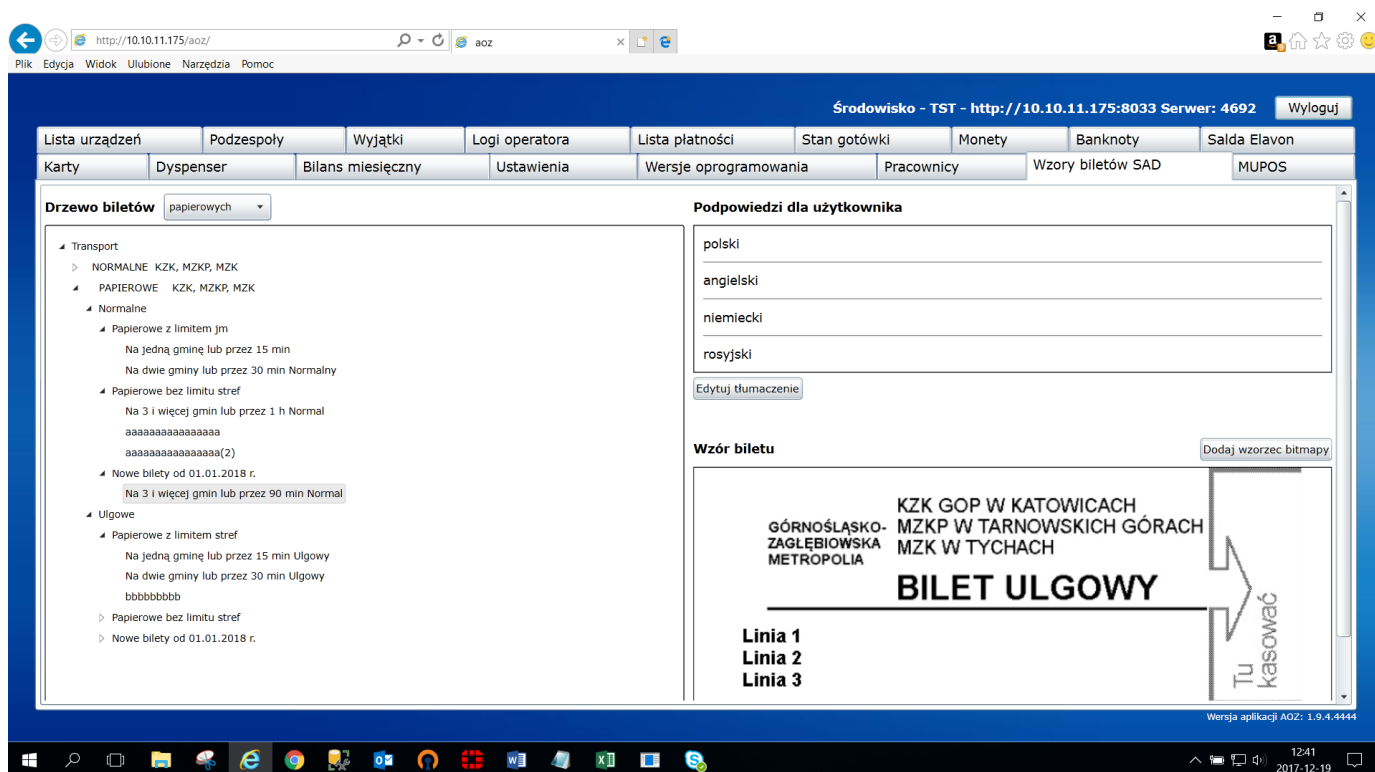 http://10.10.11.175/aoz/
aoz
Plik Edycja Widok Ulubione Narzędzia Pomoc
Środowisko - TST - http://10.10.11.175:8033 Serwer: 4692 Wyloguj
Lista urządzeń Podzespoły Wyjątki Logi operatora Lista płatności Stan gotówki Monety Banknoty Salda Elavon
Karty Dyspenser Bilans miesięczny Ustawienia Wersje oprogramowania Pracownicy Wzory biletów SAD MUPOS
Drzewo biletów papierowych
Transport
NORMALNE KZK, MZKP, MZK
PAPIEROWE KZK, MZKP, MZK
Normalne
Papierowe z limitem jm
Na jedną gminę lub przez 15 min
Na dwie gminy lub przez 30 min Normalny
Papierowe bez limitu stref
Na 3 i więcej gmin lub przez 1 h Normal
aaaaaaaaaaaaaaaa
aaaaaaaaaaaaaaaa(2)
Nowe bilety od 01.01.2018 r.
Na 3 i więcej gmin lub przez 90 min Normal
Ulgowe
Papierowe z limitem stref
Na jedną gminę lub przez 15 min Ulgowy
Na dwie gminy lub przez 30 min Ulgowy
bbbbbbbbb
Papierowe bez limitu stref
Nowe bilety od 01.01.2018 r.
Podpowiedzi dla użytkownika
polski
angielski
niemiecki
rosyjski
Edytuj tłumaczenie
Wzór biletu Dodaj wzorzec bitmapy
GÓRNOŚLĄSKO-
ZAGŁĘBIOWSKA
METROPOLIA
KZK GOP W KATOWICACH
MZKP W TARNOWSKICH GÓRACH
MZK W TYCHACH
BILET ULGOWY
Linia 1
Linia 2
Linia 3
Tu
kasować
Wersja aplikacji AOZ: 1.9.4.4444
12:41
2017-12-19